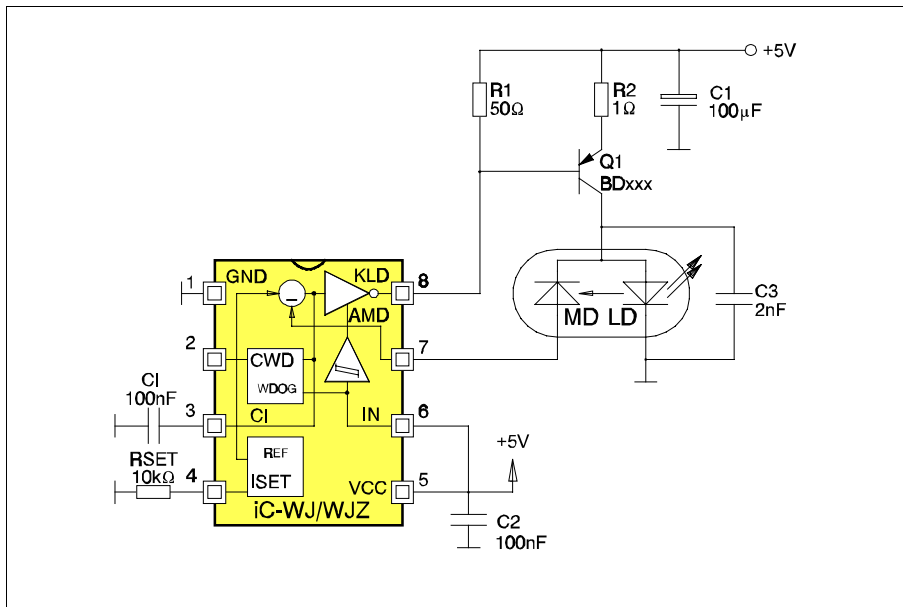 +5V
R1
50Ω
R2
1Ω
C1
100µF
Q1
BDxxx
1
GND
KLD
8
AMD
MD LD
C3
2nF
2
CWD
WDOG
7
CI
100nF
3
CI
IN
6
+5V
RSET
10kΩ
4
REF
ISET
VCC
5
iC-WJ/WJZ
C2
100nF